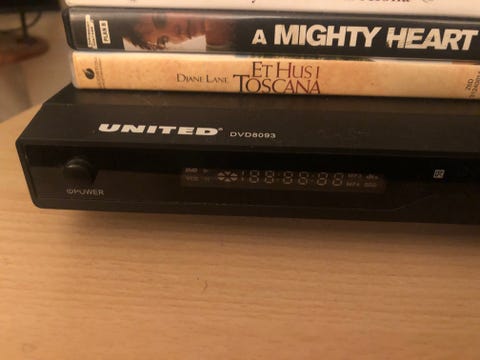 A MIGHTY HEART
DIANE LANE
ET HUS I
TOSCANA
UNITED DVD8093
POWER